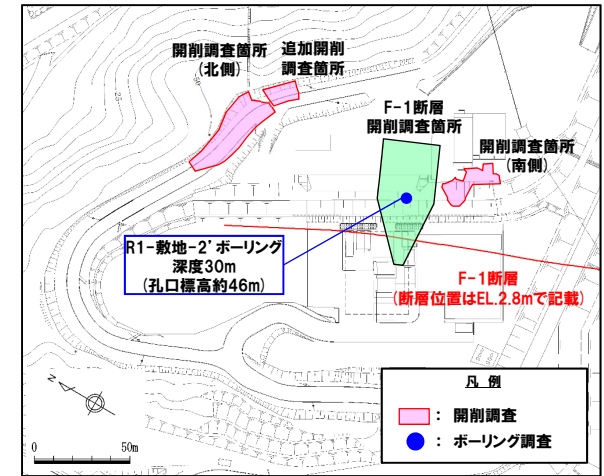 開削調査箇所
(北側)
追加開削
調査箇所
F-1断層
開削調査箇所
開削調査箇所
(南側)
R1-敷地-2’ボーリング
深度30m
(孔口標高約46m)
F-1断層
(断層位置はEL.2.8mで記載)
N
凡 例
: 開削調査
: ボーリング調査
0 50m